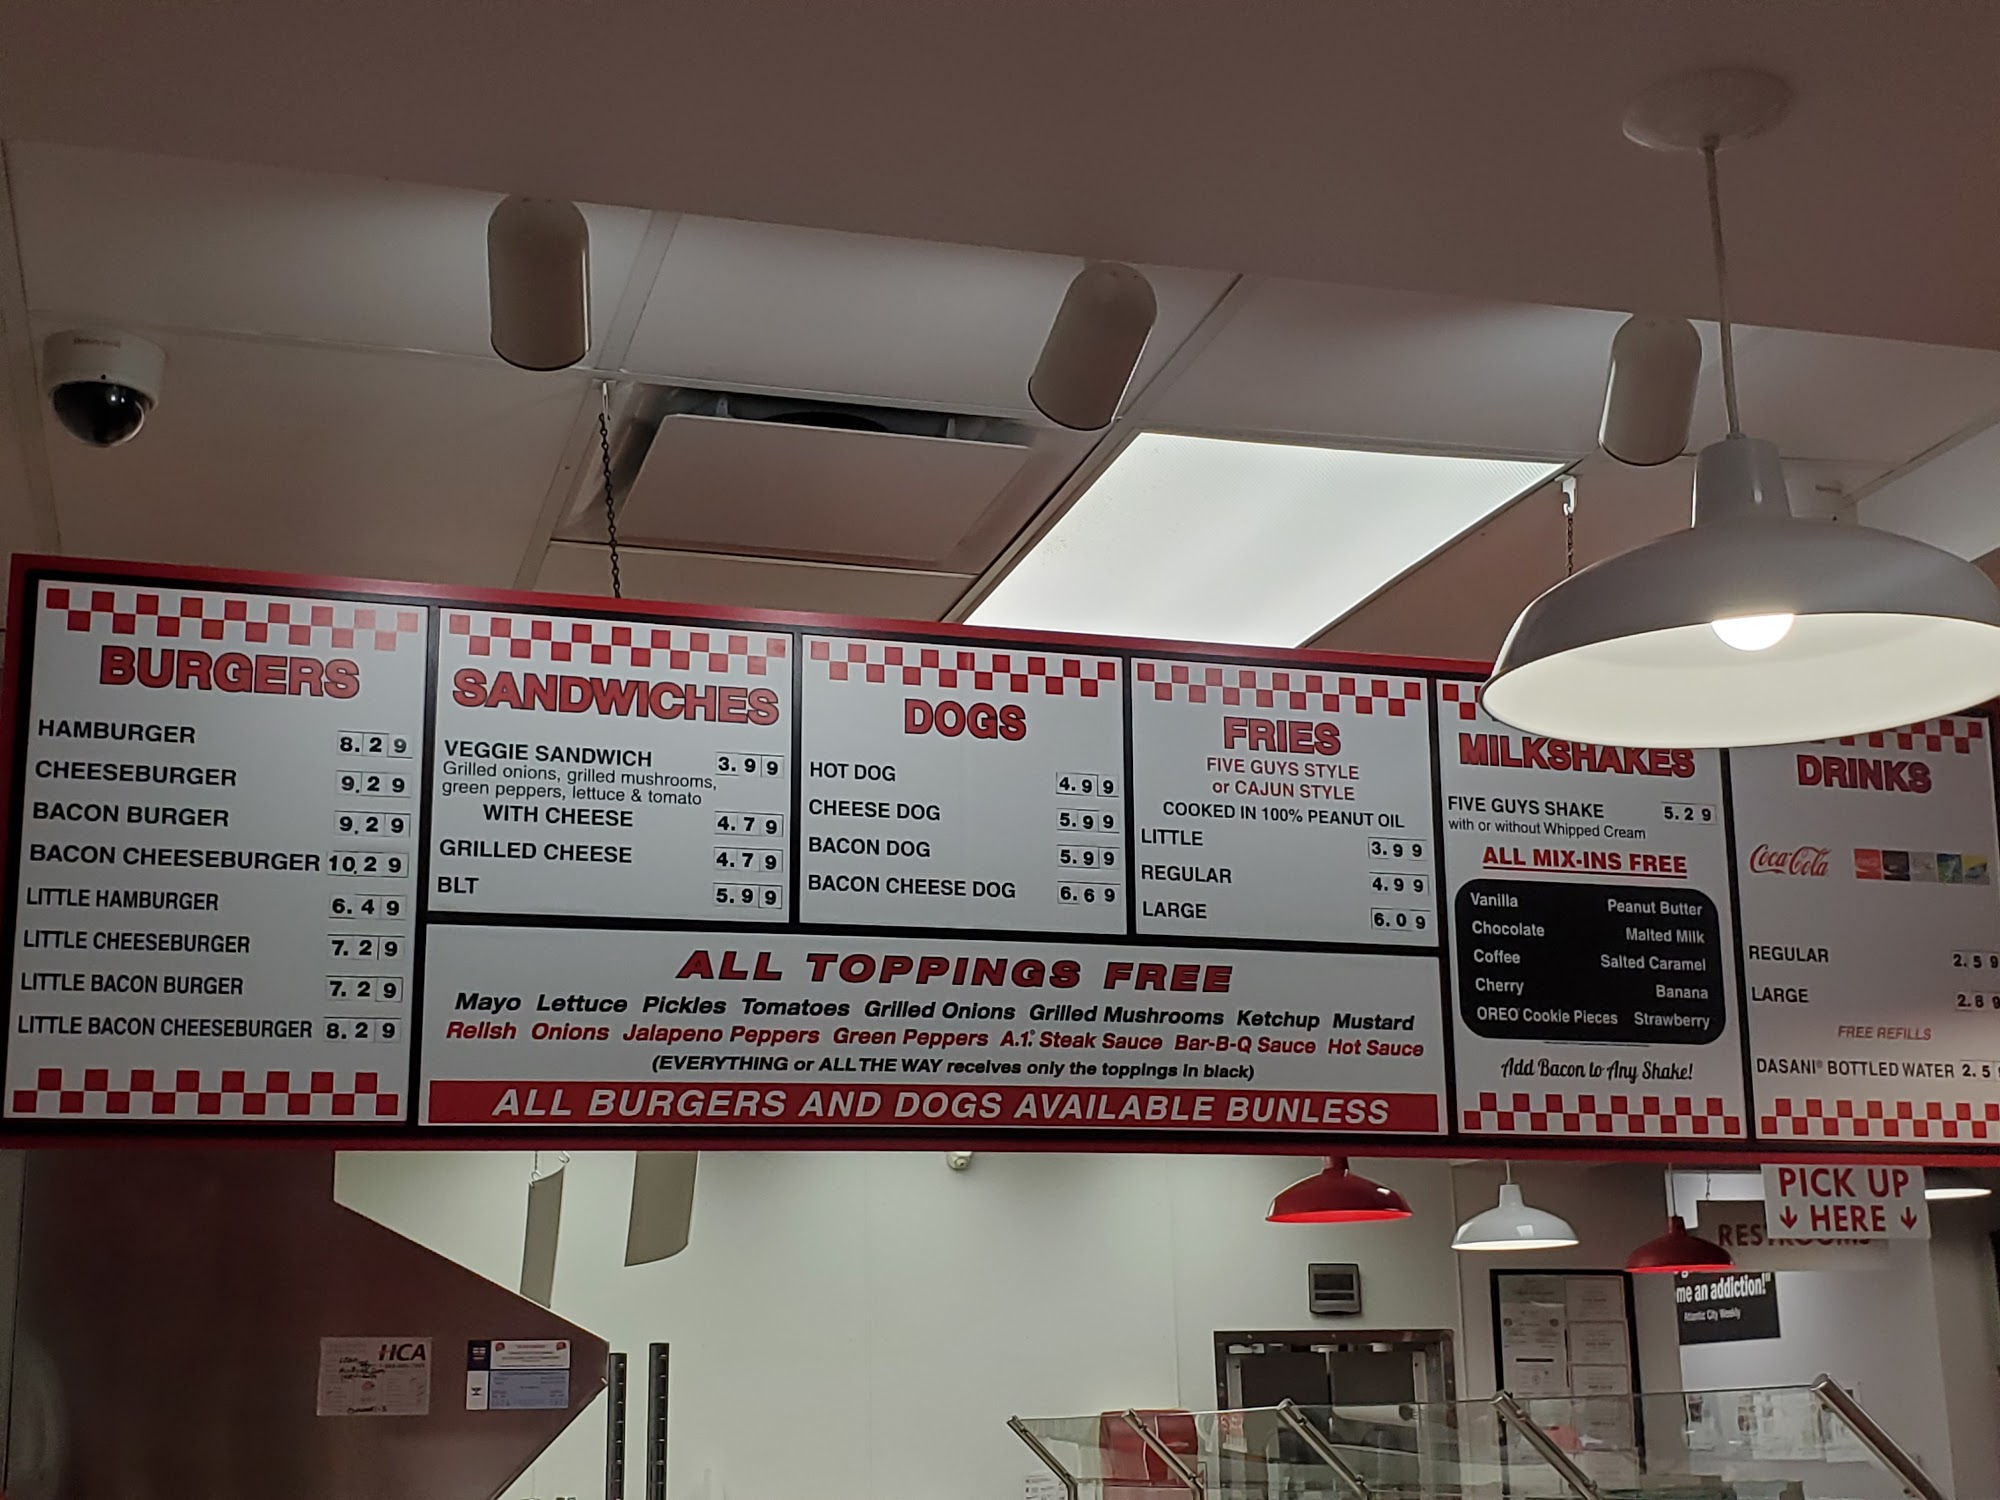 BURGERS
HAMBURGER 8.29
CHEESEBURGER 9.29
BACON BURGER 9.29
BACON CHEESEBURGER 10.29
LITTLE HAMBURGER 6.49
LITTLE CHEESEBURGER 7.29
LITTLE BACON BURGER 7.29
LITTLE BACON CHEESEBURGER 8.29
SANDWICHES
VEGGIE SANDWICH 3.99
Grilled onions, grilled mushrooms,
green peppers, lettuce & tomato
WITH CHEESE 4.79
GRILLED CHEESE 4.79
BLT 5.99
DOGS
HOT DOG 4.99
CHEESE DOG 5.99
BACON DOG 5.99
BACON CHEESE DOG 6.69
FRIES
FIVE GUYS STYLE
or CAJUN STYLE
COOKED IN 100% PEANUT OIL
LITTLE 3.99
REGULAR 4.99
LARGE 6.09
ALL TOPPINGS FREE
Mayo Lettuce Pickles Tomatoes Grilled Onions Grilled Mushrooms Ketchup Mustard
Relish Onions Jalapeno Peppers Green Peppers A.1.® Steak Sauce Bar-B-Q Sauce Hot Sauce
(EVERYTHING or ALL THE WAY receives only the toppings in black)
ALL BURGERS AND DOGS AVAILABLE BUNLESS
MILKSHAKES
FIVE GUYS SHAKE 5.29
with or without Whipped Cream
ALL MIX-INS FREE
Vanilla Peanut Butter
Chocolate Malted Milk
Coffee Salted Caramel
Cherry Banana
OREO Cookie Pieces Strawberry
Add Bacon to Any Shake!
DRINKS
Coca-Cola
REGULAR 2.59
LARGE 2.89
FREE REFILLS
DASANI® BOTTLED WATER 2.5
PICK UP
HERE
RESTROOMS
me an addiction!"
Atlantic City Weekly
HCA